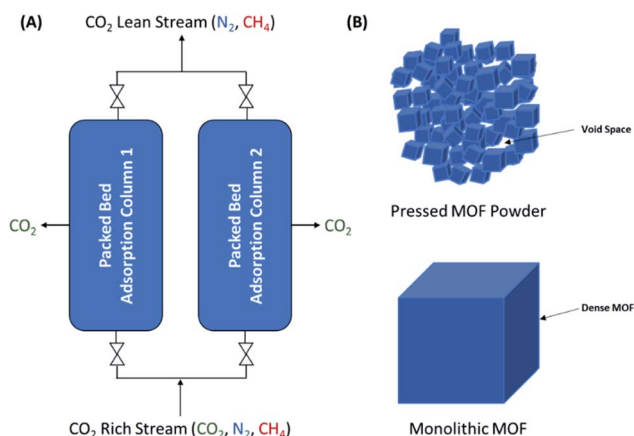 (A)
CO₂ Lean Stream (N₂, CH₄)
Packed Bed
Adsorption Column 1
Packed Bed
Adsorption Column 2
CO₂
CO₂
CO₂ Rich Stream (CO₂, N₂, CH₄)
(B)
Void Space
Pressed MOF Powder
Dense MOF
Monolithic MOF